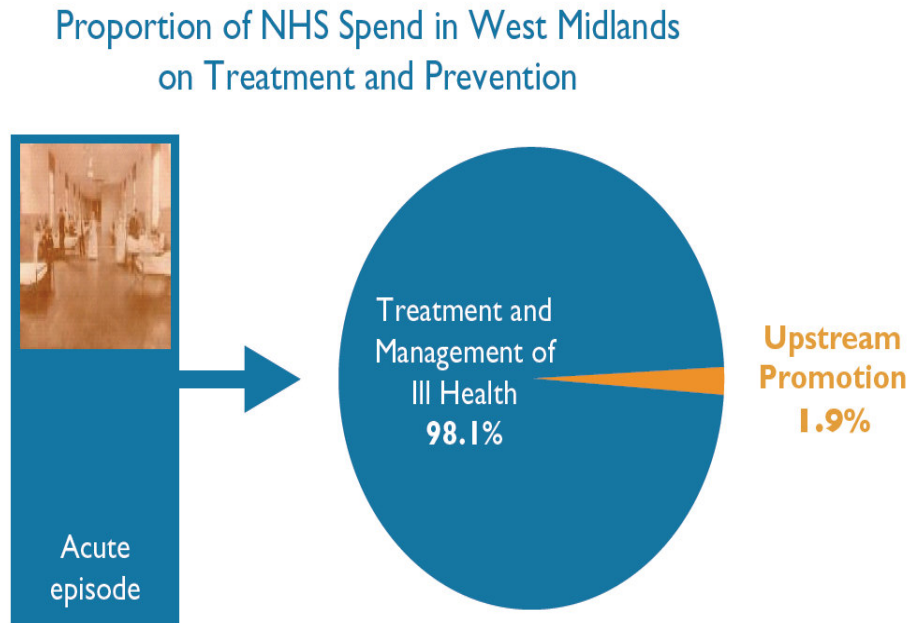 Proportion of NHS Spend in West Midlands
on Treatment and Prevention
Acute
episode
Treatment and
Management of
Ill Health
98.1%
Upstream
Promotion
1.9%